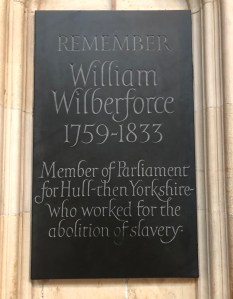 REMEMBER
William
Wilberforce
1759-1833
Member of Parliament
for Hull-then Yorkshire-
who worked for the
abolition of slavery·